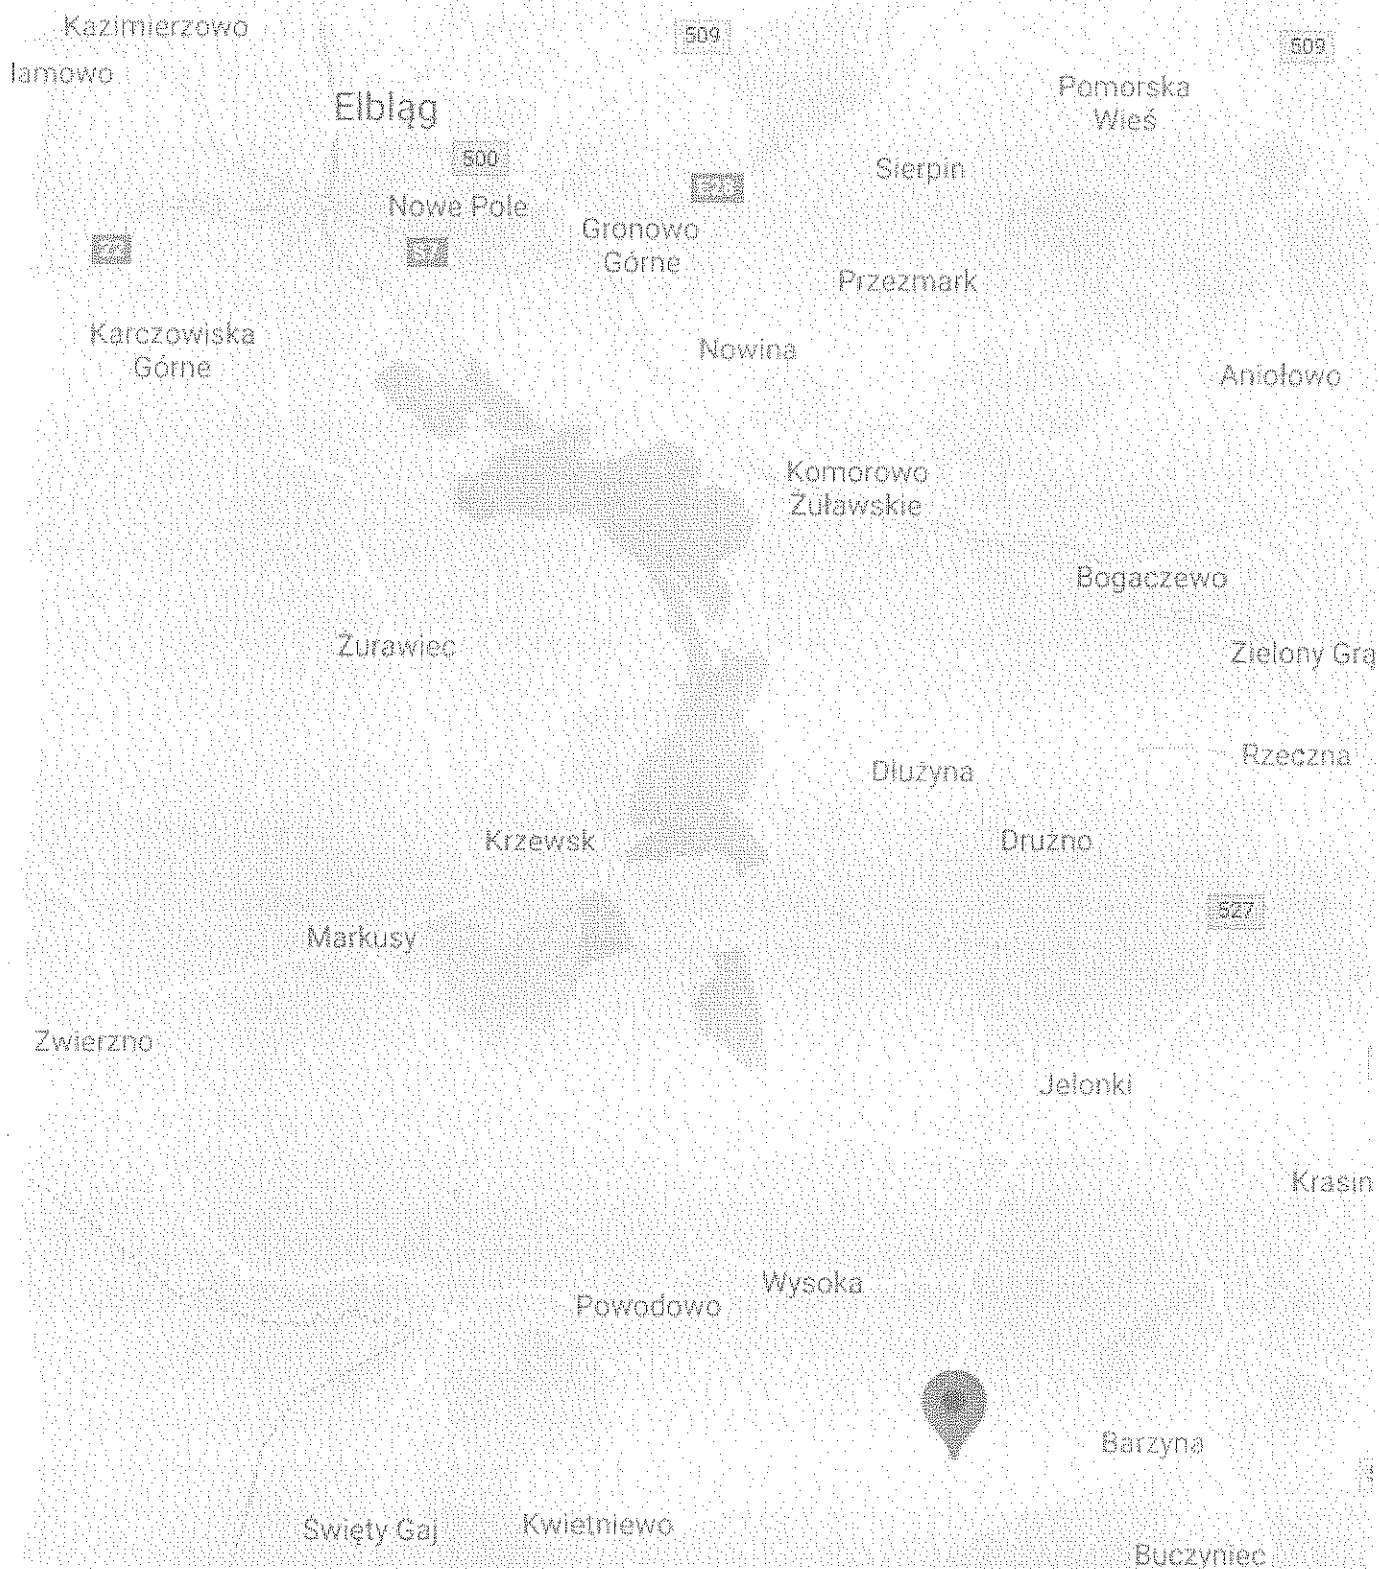 Kazimierzowo
509
509
lamowo
Pomorska
Wieś
Elbląg
500
Sierpin
Nowe Pole
Gronowo
Górne
S7
Przezmark
Karczowiska
Górne
Nowina
Aniołowo
Komorowo
Żuławskie
Bogaczewo
Żurawiec
Zielony Grą
Rzeczna
Dłużyna
Krzewsk
Drużno
527
Markusy
Zwierzno
Jelonki
Krasin
Wysoka
Powodowo
Barzyna
Święty Gaj
Kwietniewo
Buczyniec